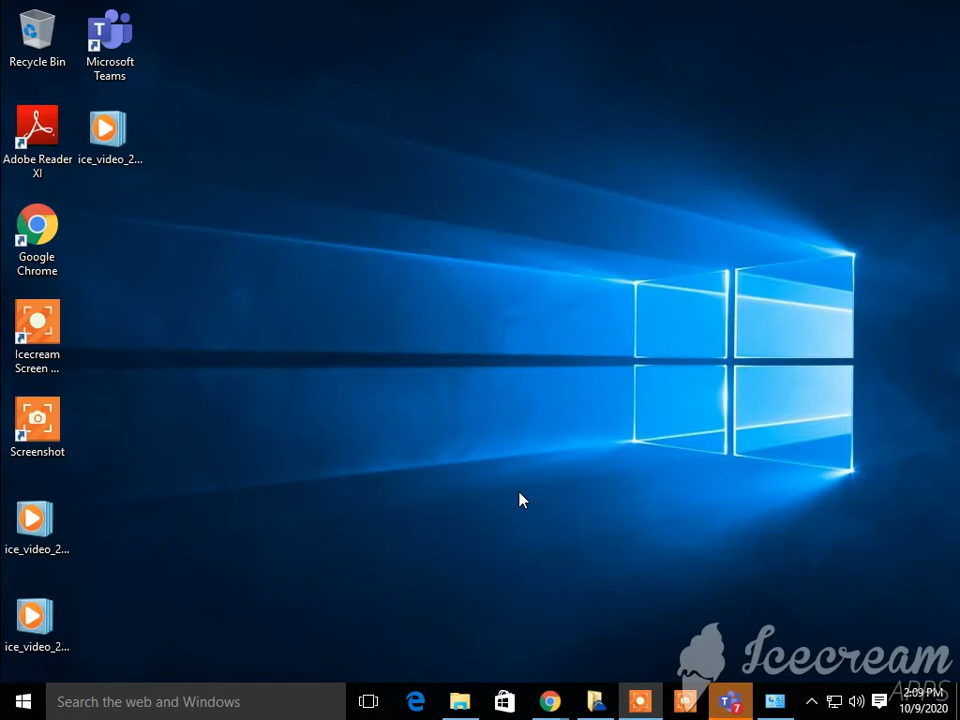 Recycle Bin
Microsoft
Teams
Adobe Reader
XI
ice_video_2...
Google
Chrome
Icecream
Screen ...
Screenshot
ice_video_2...
ice_video_2...
Icecream
APPS
Search the web and Windows
7
2:09 PM
10/9/2020